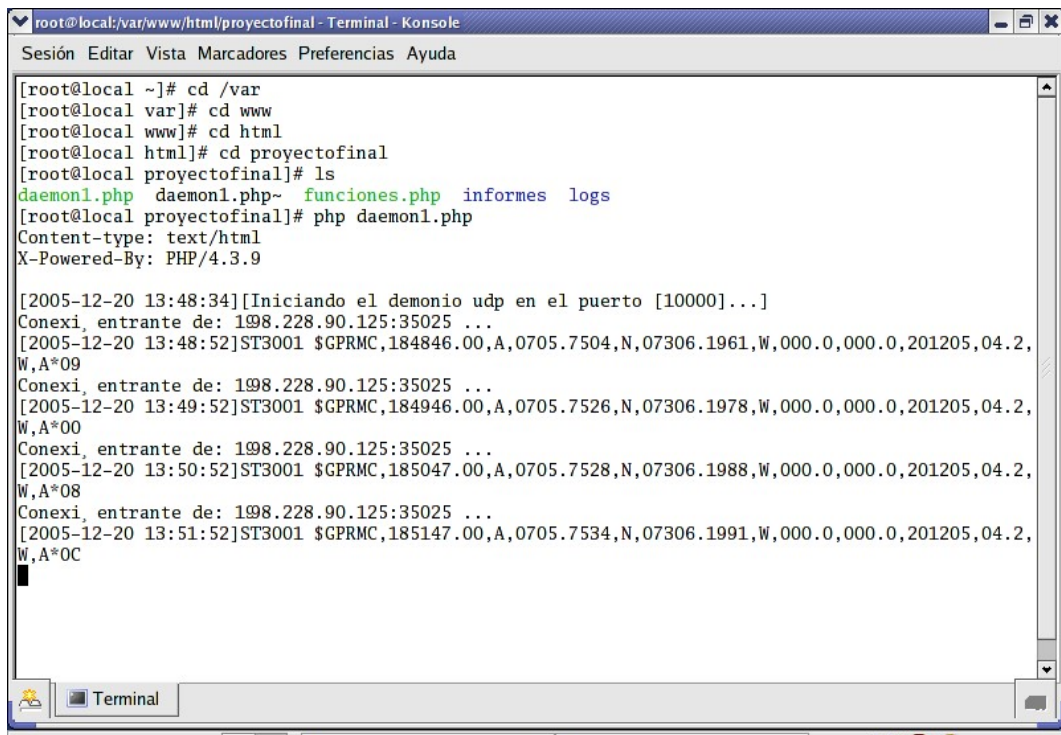 root@local:/var/www/html/proyectofinal - Terminal - Konsole
Sesión Editar Vista Marcadores Preferencias Ayuda
[root@local ~]# cd /var
[root@local var]# cd www
[root@local www]# cd html
[root@local html]# cd proyectofinal
[root@local proyectofinal]# ls
daemon1.php daemon1.php~ funciones.php informes logs
[root@local proyectofinal]# php daemon1.php
Content-type: text/html
X-Powered-By: PHP/4.3.9
[2005-12-20 13:48:34][Iniciando el demonio udp en el puerto [10000]...]
Conexi, entrante de: 198.228.90.125:35025 ...
[2005-12-20 13:48:52]ST3001 $GPRMC,184846.00,A,0705.7504,N,07306.1961,W,000.0,000.0,201205,04.2,
W,A*09
Conexi, entrante de: 198.228.90.125:35025 ...
[2005-12-20 13:49:52]ST3001 $GPRMC,184946.00,A,0705.7526,N,07306.1978,W,000.0,000.0,201205,04.2,
W,A*00
Conexi, entrante de: 198.228.90.125:35025 ...
[2005-12-20 13:50:52]ST3001 $GPRMC,185047.00,A,0705.7528,N,07306.1988,W,000.0,000.0,201205,04.2,
W,A*08
Conexi, entrante de: 198.228.90.125:35025 ...
[2005-12-20 13:51:52]ST3001 $GPRMC,185147.00,A,0705.7534,N,07306.1991,W,000.0,000.0,201205,04.2,
W,A*0C
Terminal